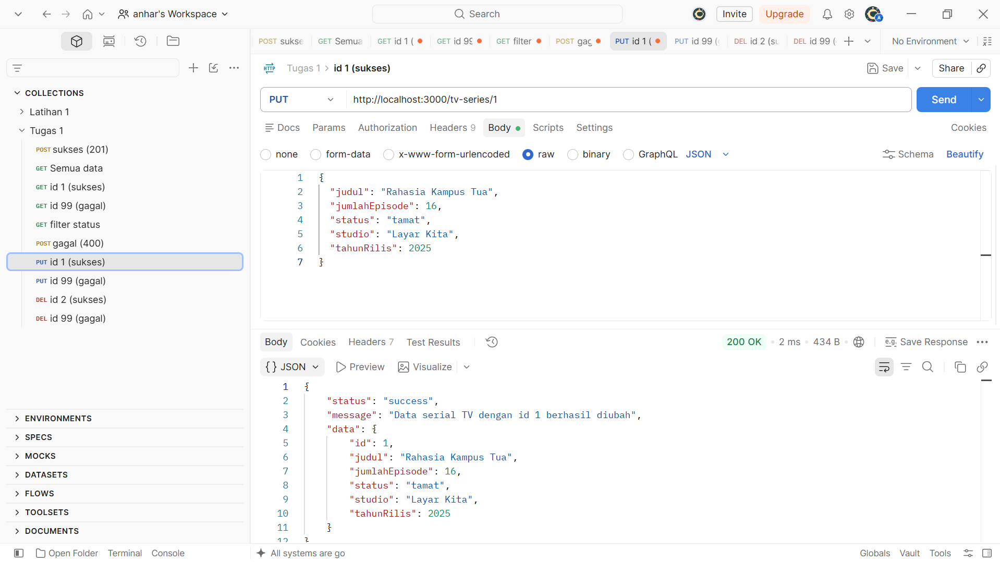 anhar's Workspace
Search
Invite
Upgrade
POST sukse
GET Semua
GET id 1 (
GET id 99
GET filter
POST gag
PUT id 1 (
PUT id 99 (g
DEL id 2 (su
DEL id 99 (
No Environment
HTTP
Tugas 1 > id 1 (sukses)
Save
Share
COLLECTIONS
Latihan 1
Tugas 1
POST sukses (201)
GET Semua data
GET id 1 (sukses)
GET id 99 (gagal)
GET filter status
POST gagal (400)
PUT id 1 (sukses)
PUT id 99 (gagal)
DEL id 2 (sukses)
DEL id 99 (gagal)
ENVIRONMENTS
SPECS
MOCKS
DATASETS
FLOWS
TOOLSETS
DOCUMENTS
PUT
http://localhost:3000/tv-series/1
Send
Docs
Params
Authorization
Headers 9
Body
Scripts
Settings
Cookies
none
form-data
x-www-form-urlencoded
raw
binary
GraphQL
JSON
Schema
Beautify
1 {
2 "judul": "Rahasia Kampus Tua",
3 "jumlahEpisode": 16,
4 "status": "tamat",
5 "studio": "Layar Kita",
6 "tahunRilis": 2025
7 }
Body
Cookies
Headers 7
Test Results
200 OK • 2 ms • 434 B
e.g. Save Response
{} JSON
Preview
Visualize
1 {
2 "status": "success",
3 "message": "Data serial TV dengan id 1 berhasil diubah",
4 "data": {
5 "id": 1,
6 "judul": "Rahasia Kampus Tua",
7 "jumlahEpisode": 16,
8 "status": "tamat",
9 "studio": "Layar Kita",
10 "tahunRilis": 2025
11 }
12 }
Open Folder
Terminal
Console
All systems are go
Globals
Vault
Tools